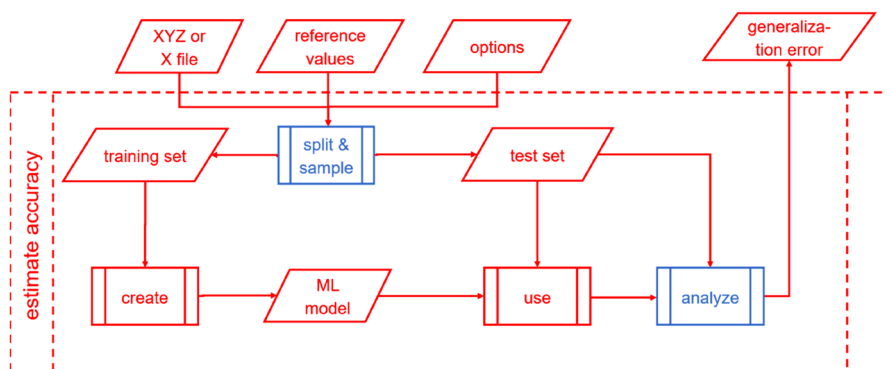 XYZ or
X file
reference
values
options
generaliza-
tion error
estimate accuracy
training set
split &
sample
test set
create
ML
model
use
analyze